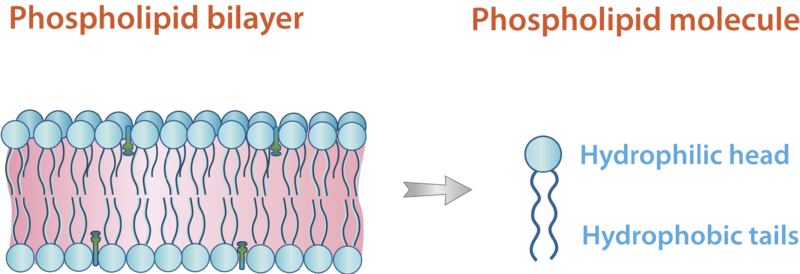 Phospholipid bilayer
Phospholipid molecule
Hydrophilic head
Hydrophobic tails